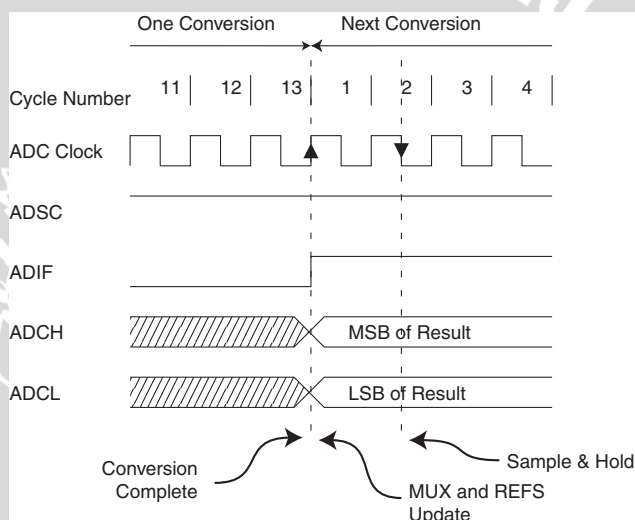 One Conversion Next Conversion
Cycle Number 11 12 13 1 2 3 4
ADC Clock
ADSC
ADIF
ADCH MSB of Result
ADCL LSB of Result
Sample & Hold
Conversion
Complete
MUX and REFS
Update